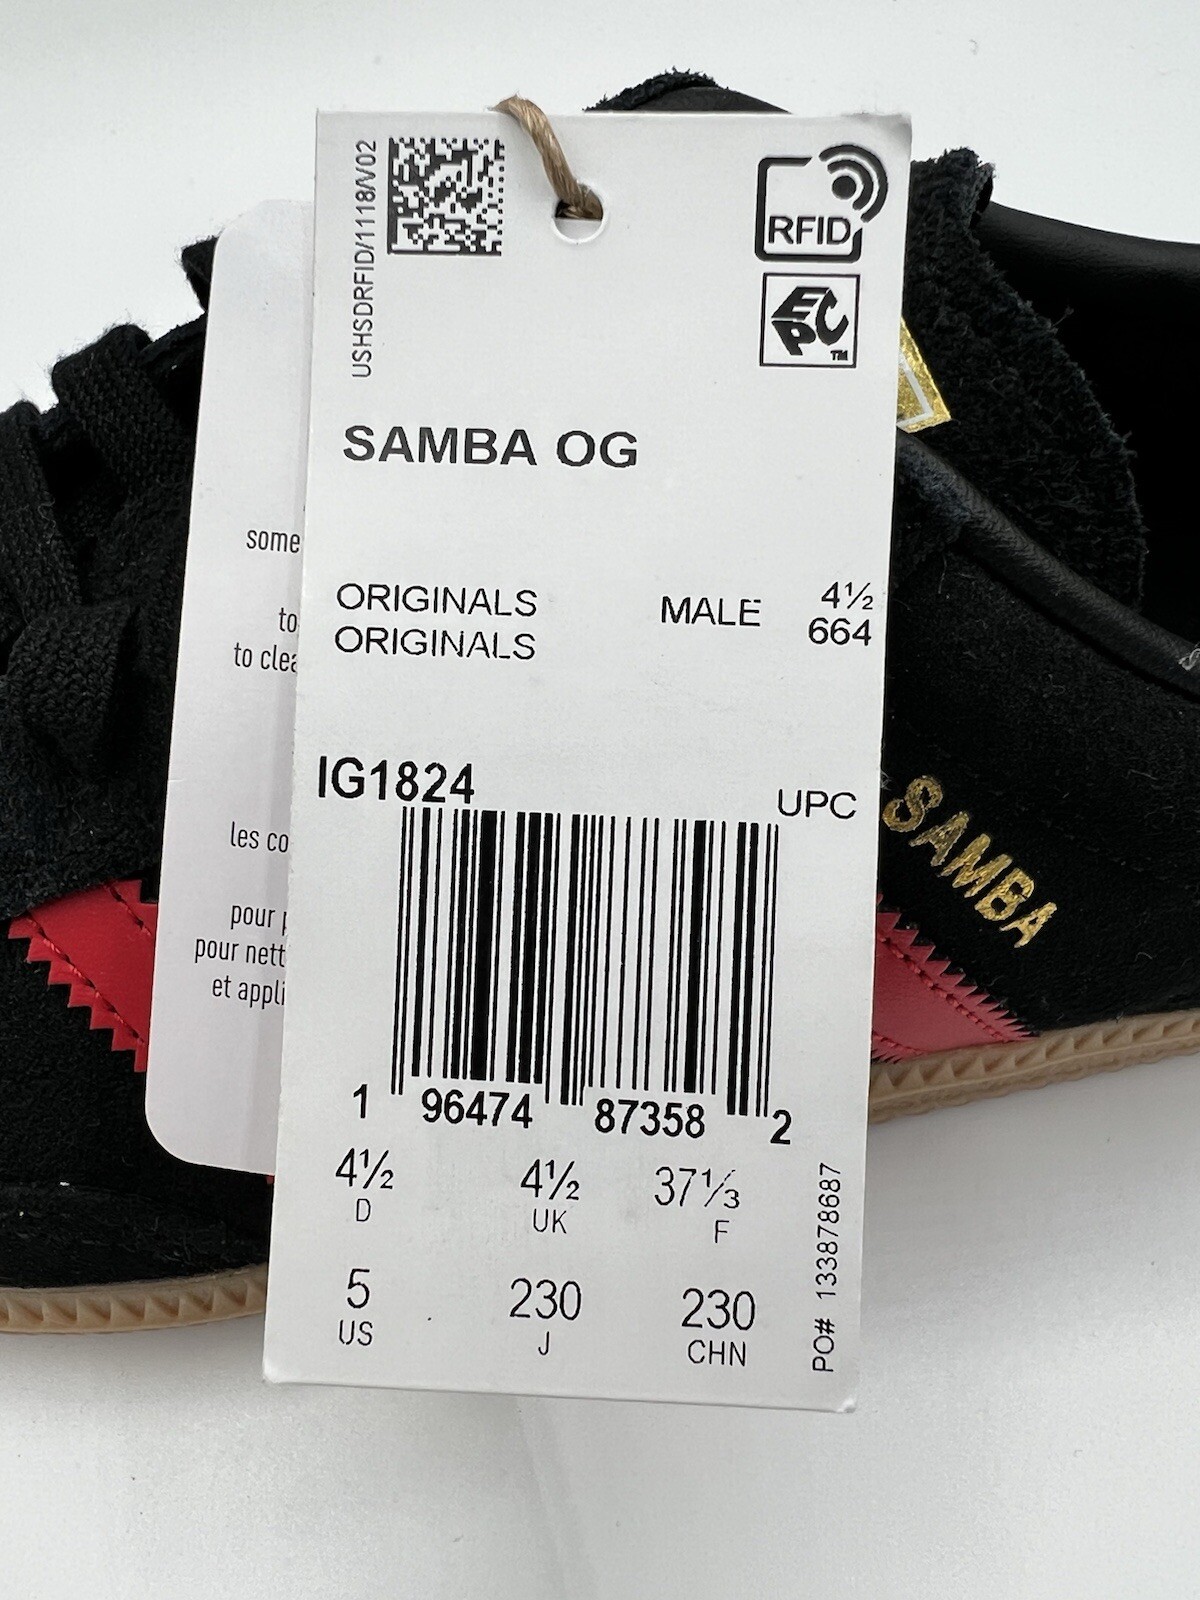 USHSDRFID/1118/V02
RFID
EPC™
SAMBA OG
ORIGINALS
ORIGINALS
MALE
4½
664
IG1824
UPC
1 96474 87358 2
4½ 4½ 37⅓
D UK F
5 230 230
US J CHN
PO# 133878687
some
to
to clea
les co
pour
pour nett
et appli
SAMBA